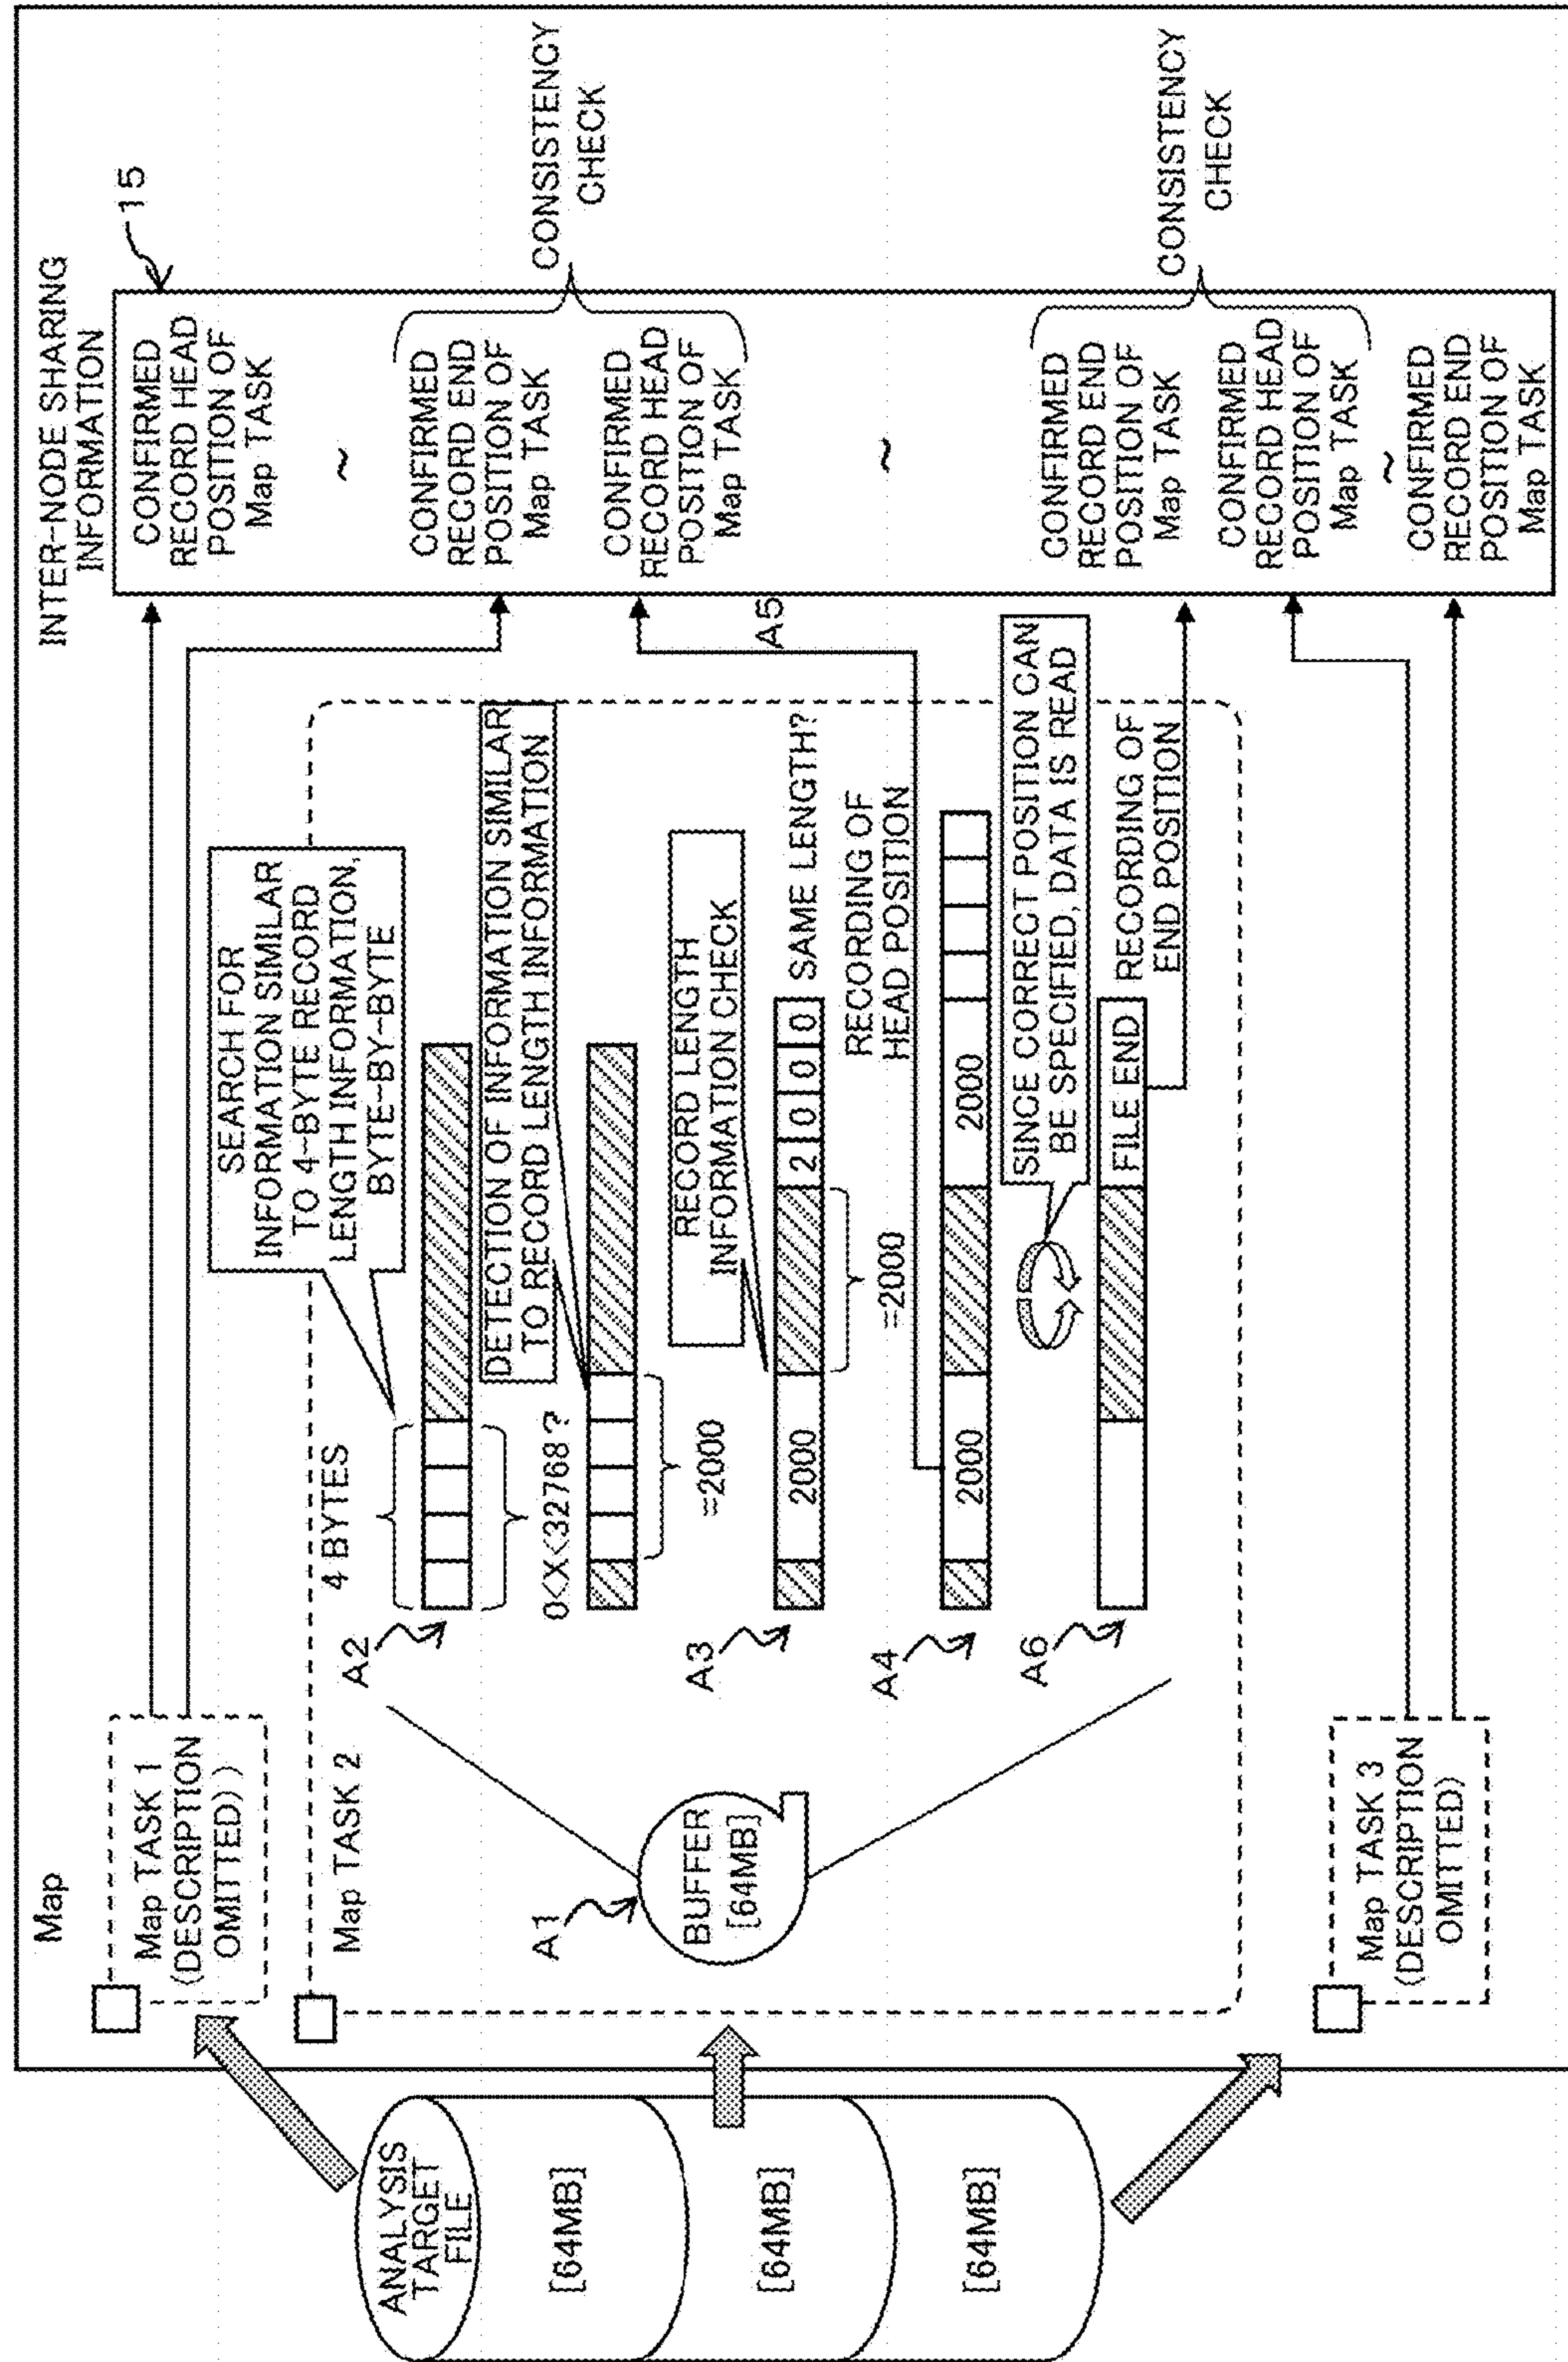 Map
ANALYSIS
TARGET
FILE
[64MB]
[64MB]
[64MB]
Map TASK 1
(DESCRIPTION
OMITTED) )
Map TASK 2
A1
BUFFER
[64MB]
4 BYTES
A2
SEARCH FOR
INFORMATION SIMILAR
TO 4-BYTE RECORD
LENGTH INFORMATION,
BYTE-BY-BYTE
0<X<32768?
DETECTION OF INFORMATION SIMILAR
TO RECORD LENGTH INFORMATION
=2000
A3
RECORD LENGTH
INFORMATION CHECK
2000
2 0 0 0
SAME LENGTH?
=2000
RECORDING OF
HEAD POSITION
A4
2000
2000
A5
SINCE CORRECT POSITION CAN
BE SPECIFIED, DATA IS READ
A6
FILE END
RECORDING OF
END POSITION
Map TASK 3
(DESCRIPTION
OMITTED)
INTER-NODE SHARING
INFORMATION
15
CONFIRMED
RECORD HEAD
POSITION OF
Map TASK
~
CONFIRMED
RECORD END
POSITION OF
Map TASK
CONFIRMED
RECORD HEAD
POSITION OF
Map TASK
CONSISTENCY
CHECK
~
CONFIRMED
RECORD END
POSITION OF
Map TASK
CONFIRMED
RECORD HEAD
POSITION OF
Map TASK
CONSISTENCY
CHECK
~
CONFIRMED
RECORD END
POSITION OF
Map TASK